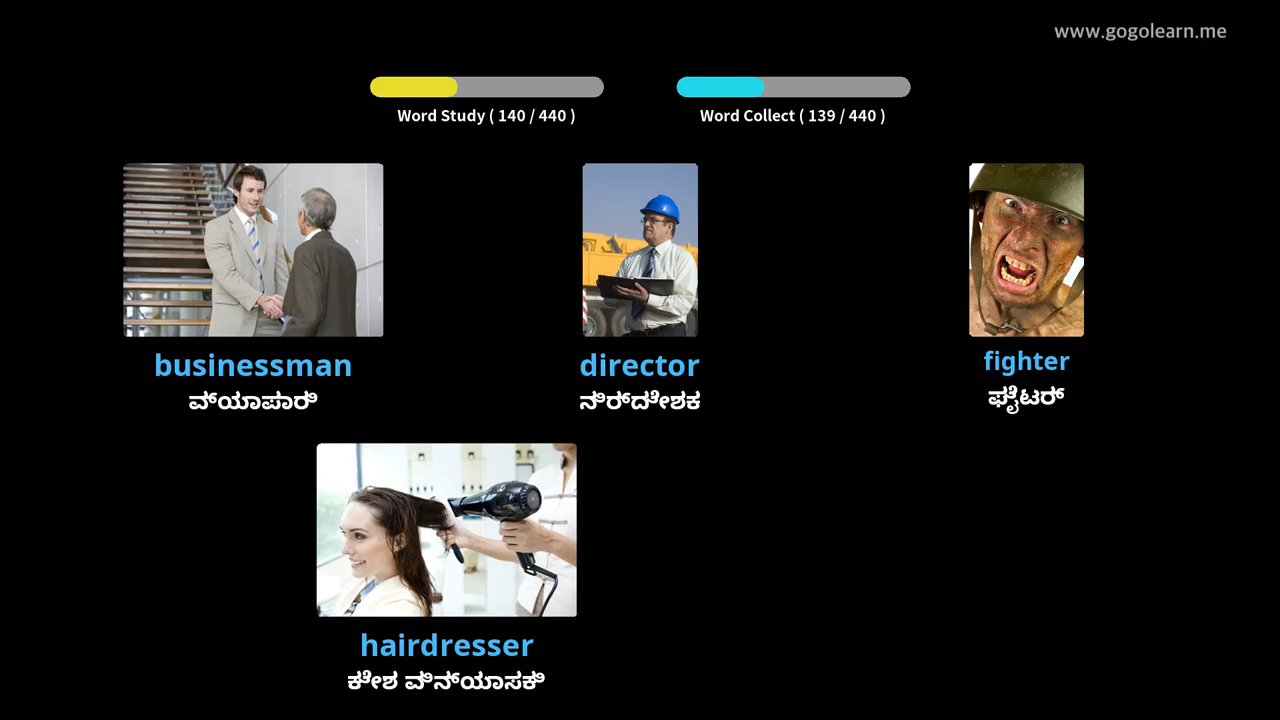 www.gogolearn.me
Word Study ( 140 / 440 )
Word Collect ( 139 / 440 )
businessman
ವ್ಯಾಪಾರಿ
director
ನಿರ್ದೇಶಕ
fighter
ಫೈಟರ್
hairdresser
ಕೇಶ ವಿನ್ಯಾಸಕಿ